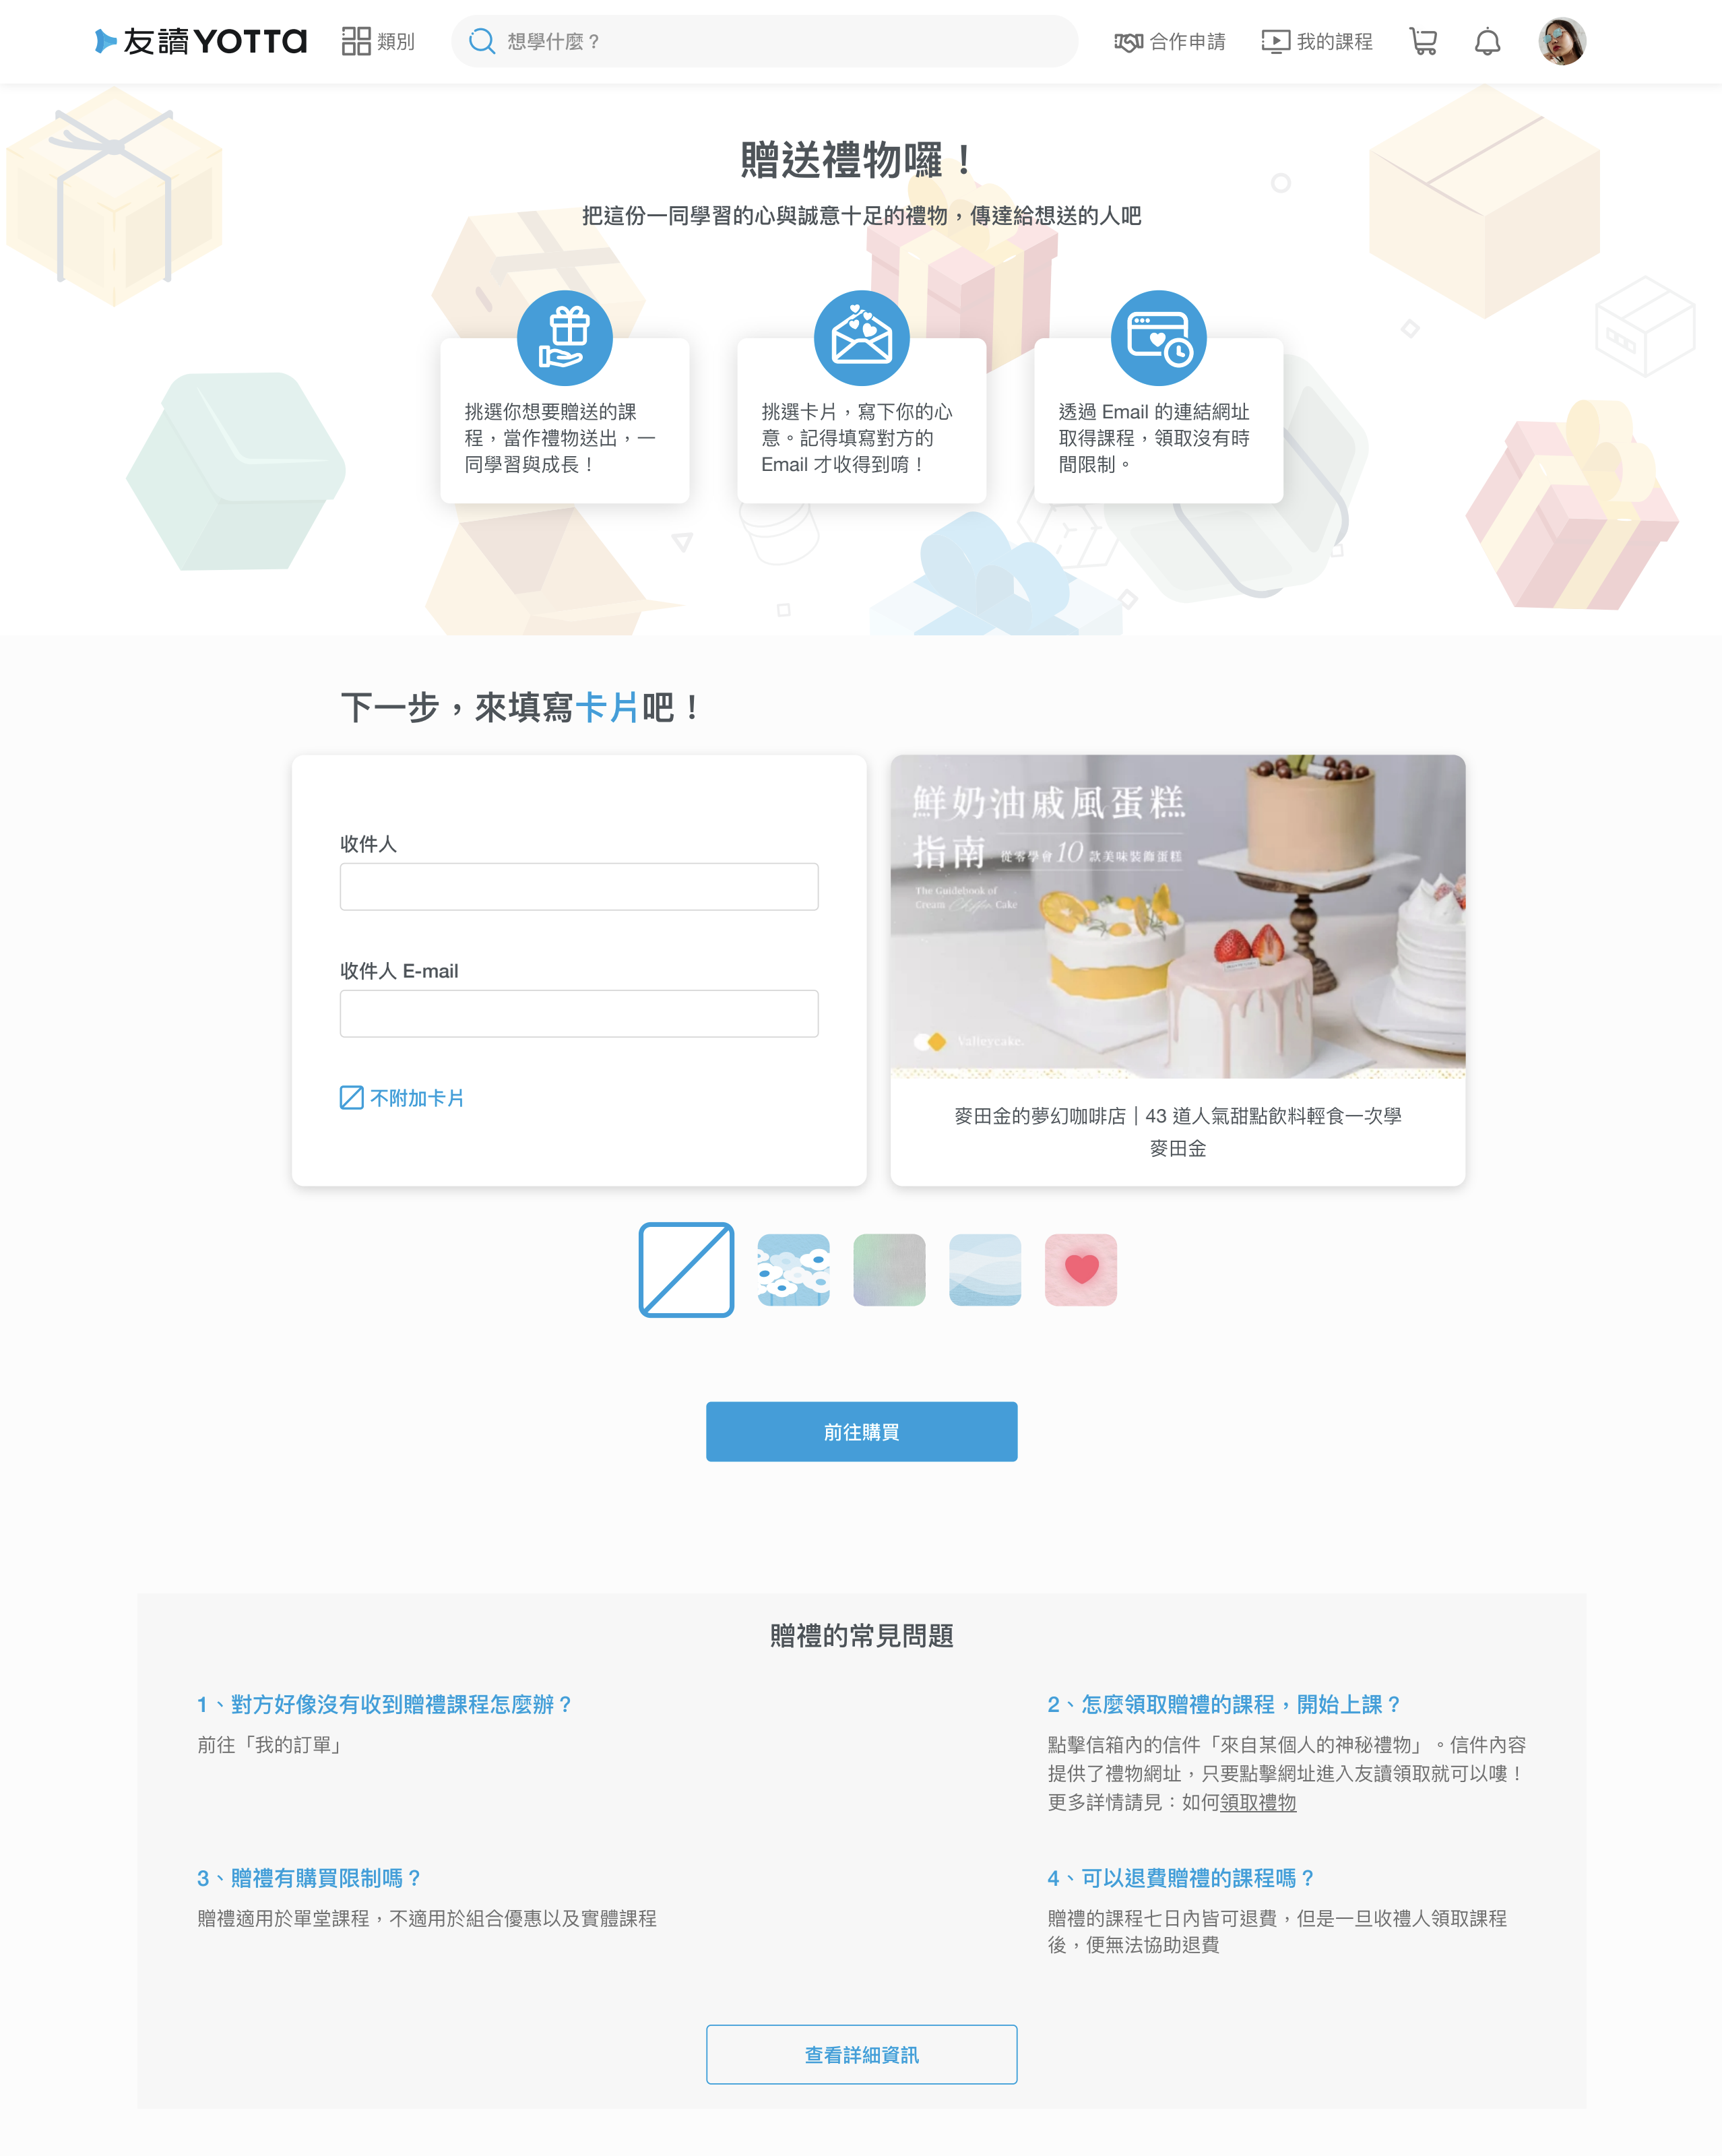 友讀 YOTTA
類別
想學什麼？
合作申請
我的課程
贈送禮物囉！
把這份一同學習的心與誠意十足的禮物，傳達給想送的人吧
挑選你想要贈送的課
程，當作禮物送出，一
同學習與成長！
挑選卡片，寫下你的心
意。記得填寫對方的
Email 才收得到唷！
透過 Email 的連結網址
取得課程，領取沒有時
間限制。
下一步，來填寫卡片吧！
收件人
收件人 E-mail
不附加卡片
鮮奶油戚風蛋糕
指南
從零學會 10 款美味裝飾蛋糕
The Guidebook of
Cream Chiffon Cake
Valleycake.
麥田金的夢幻咖啡店｜43 道人氣甜點飲料輕食一次學
麥田金
前往購買
贈禮的常見問題
1、對方好像沒有收到贈禮課程怎麼辦？
前往「我的訂單」
2、怎麼領取贈禮的課程，開始上課？
點擊信箱內的信件「來自某個人的神秘禮物」。信件內容
提供了禮物網址，只要點擊網址進入友讀領取就可以嘍！
更多詳情請見：如何領取禮物
3、贈禮有購買限制嗎？
贈禮適用於單堂課程，不適用於組合優惠以及實體課程
4、可以退費贈禮的課程嗎？
贈禮的課程七日內皆可退費，但是一旦收禮人領取課程
後，便無法協助退費
查看詳細資訊